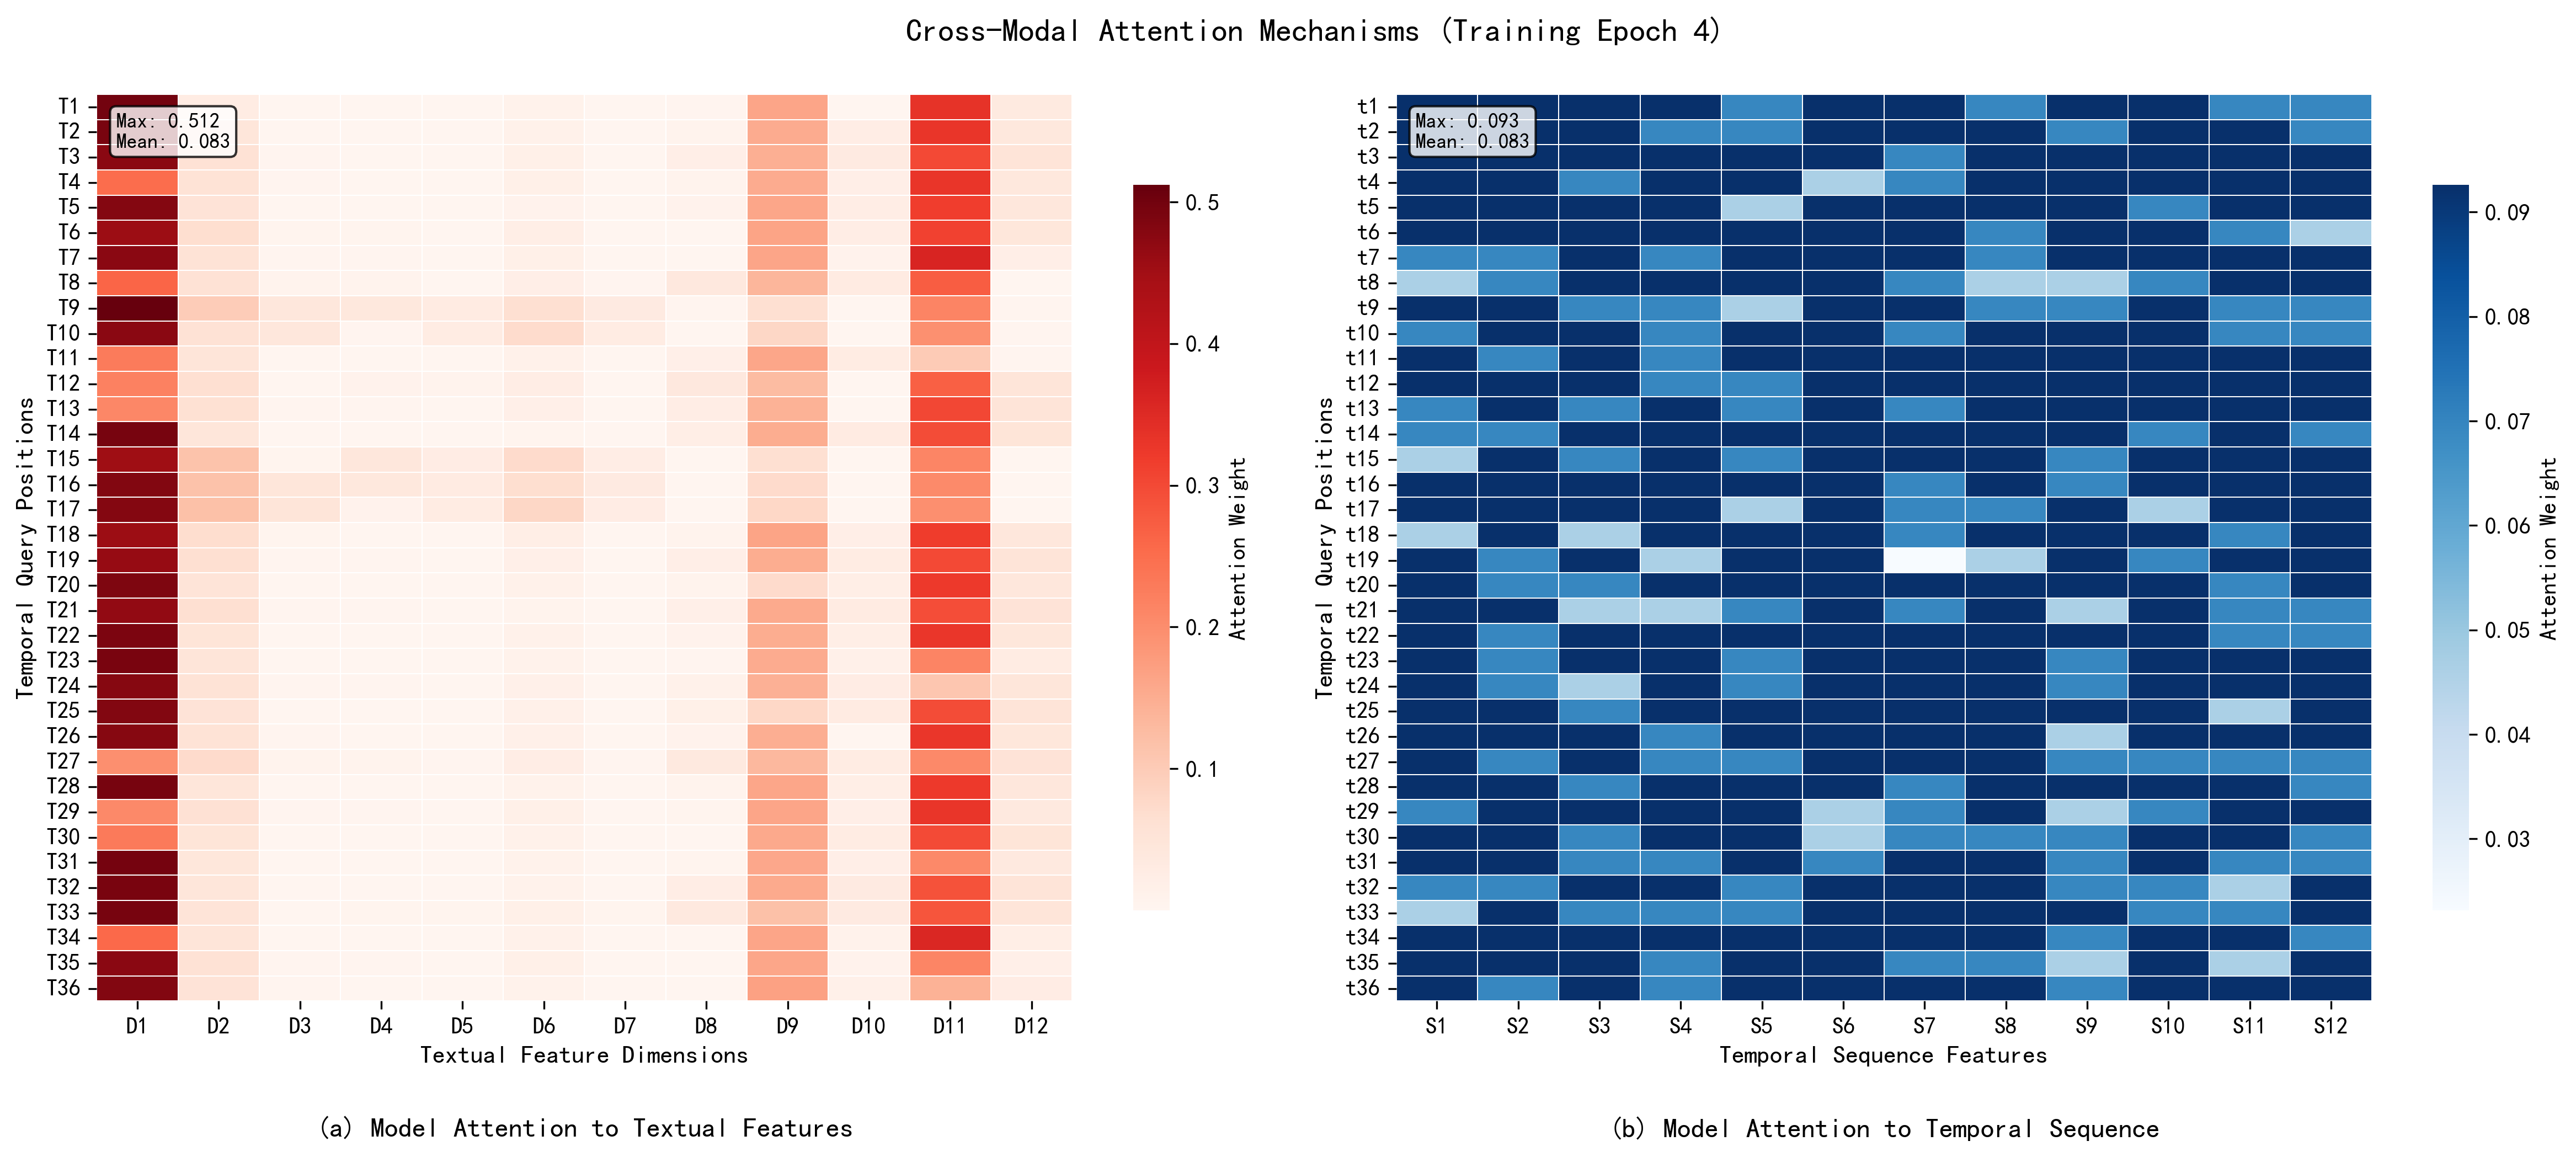 Cross-Modal Attention Mechanisms (Training Epoch 4)
Max: 0.512
Mean: 0.083
Temporal Query Positions
T1
T2
T3
T4
T5
T6
T7
T8
T9
T10
T11
T12
T13
T14
T15
T16
T17
T18
T19
T20
T21
T22
T23
T24
T25
T26
T27
T28
T29
T30
T31
T32
T33
T34
T35
T36
D1 D2 D3 D4 D5 D6 D7 D8 D9 D10 D11 D12
Textual Feature Dimensions
0.5
0.4
0.3
0.2
0.1
Attention Weight
(a) Model Attention to Textual Features
Max: 0.093
Mean: 0.083
Temporal Query Positions
t1
t2
t3
t4
t5
t6
t7
t8
t9
t10
t11
t12
t13
t14
t15
t16
t17
t18
t19
t20
t21
t22
t23
t24
t25
t26
t27
t28
t29
t30
t31
t32
t33
t34
t35
t36
S1 S2 S3 S4 S5 S6 S7 S8 S9 S10 S11 S12
Temporal Sequence Features
0.09
0.08
0.07
0.06
0.05
0.04
0.03
Attention Weight
(b) Model Attention to Temporal Sequence